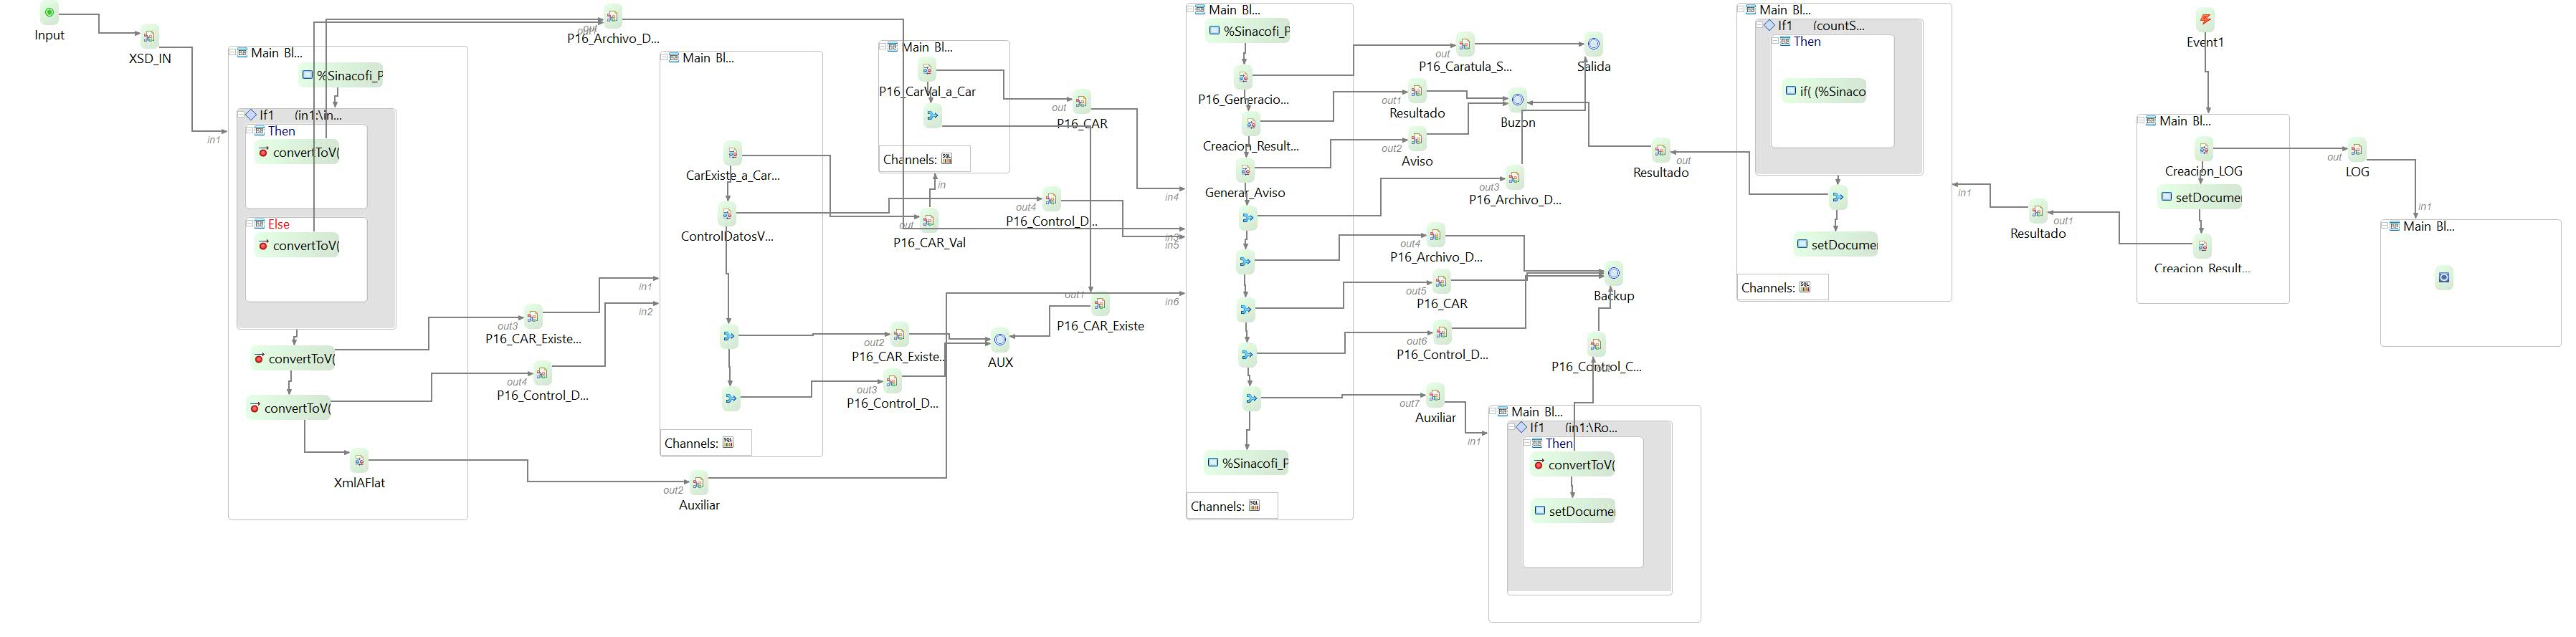 Input
XSD_IN
in1
Main Bl...
%Sinacofi_P
If1 (in1:\in...
Then
convertToV(
Else
convertToV(
convertToV(
convertToV(
XmlAFlat
out
P16_Archivo_D...
out3
P16_CAR_Existe...
out4
P16_Control_D...
out2
Auxiliar
in1
in2
Main Bl...
CarExiste_a_Car...
ControlDatosV...
Channels:
Main Bl...
P16_CarVal_a_Car
Channels:
in
out
P16_CAR_Val
out
P16_CAR
out4
P16_Control_D...
out1
P16_CAR_Existe
out2
P16_CAR_Existe...
AUX
out3
P16_Control_D...
in4
in5
in6
Main Bl...
%Sinacofi_P
P16_Generacio...
Creacion_Result...
Generar_Aviso
%Sinacofi_P
Channels:
out
P16_Caratula_S...
Salida
out1
Resultado
Buzon
out2
Aviso
out3
P16_Archivo_D...
out4
P16_Archivo_D...
out5
P16_CAR
Backup
out6
P16_Control_D...
P16_Control_C...
out7
Auxiliar
in1
Main Bl...
If1 (in1:\Ro...
Then
convertToV(
setDocume
out
Resultado
Main Bl...
If1 (countS...
Then
if( (%Sinaco
setDocume
Channels:
in1
out1
Resultado
Event1
Main Bl...
Creacion_LOG
setDocume
Creacion_Result...
out
LOG
in1
Main Bl...